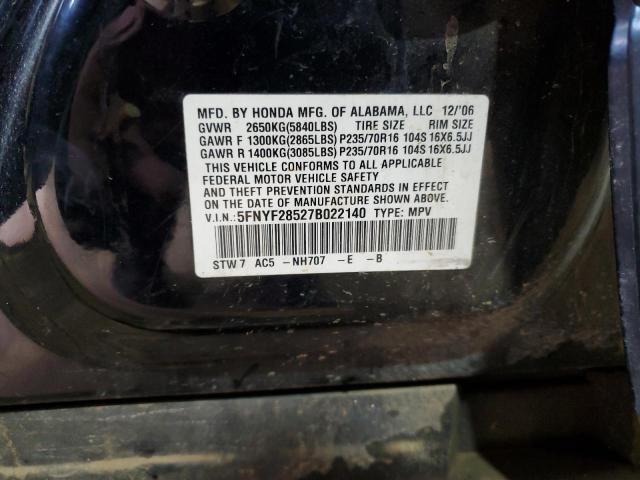 MFD. BY HONDA MFG. OF ALABAMA, LLC 12/'06
GVWR 2650KG(5840LBS) TIRE SIZE RIM SIZE
GAWR F 1300KG(2865LBS) P235/70R16 104S 16X6.5JJ
GAWR R 1400KG(3085LBS) P235/70R16 104S 16X6.5JJ
THIS VEHICLE CONFORMS TO ALL APPLICABLE
FEDERAL MOTOR VEHICLE SAFETY
AND THEFT PREVENTION STANDARDS IN EFFECT
ON THE DATE OF MANUFACTURE SHOWN ABOVE.
V.I.N.: 5FNYF28527B022140 TYPE: MPV
STW7 AC5 -NH707 -E -B